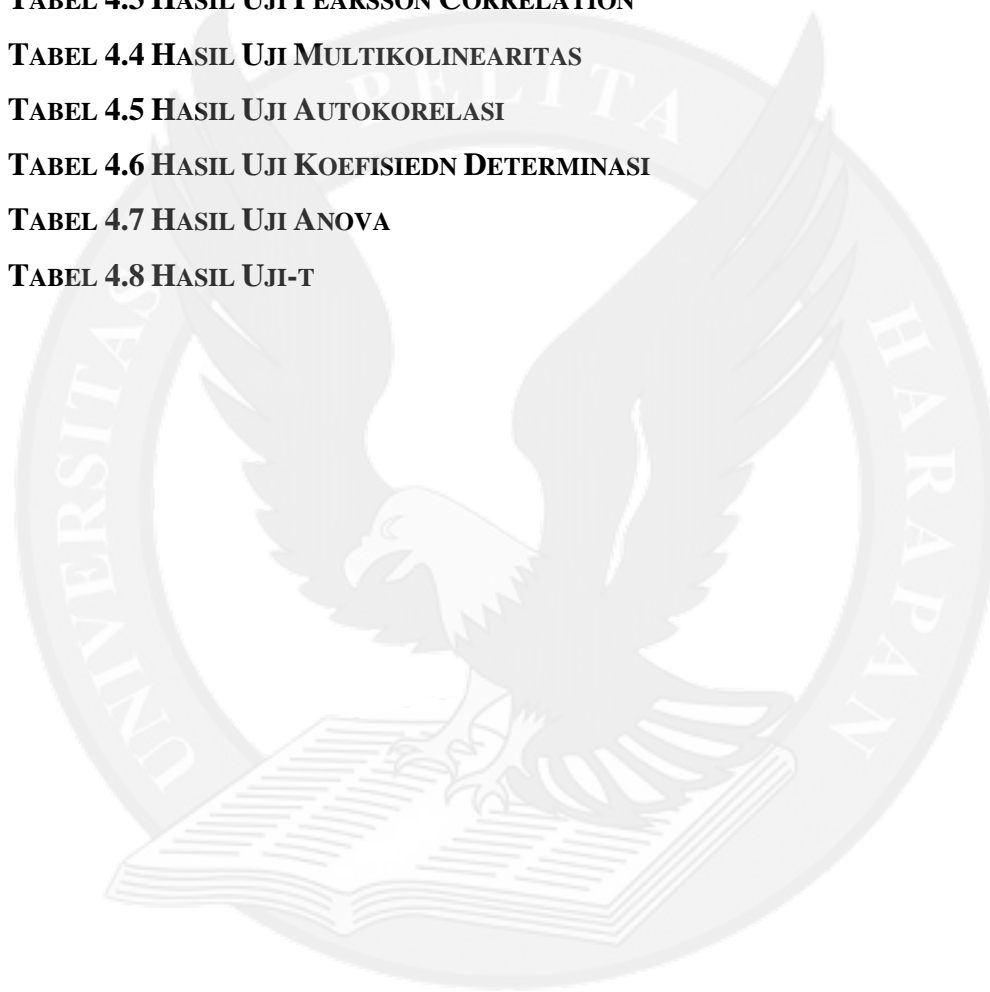 TABEL 4.3 HASIL UJI PEARSSON CORRELATION
TABEL 4.4 HASIL UJI MULTIKOLINEARITAS
TABEL 4.5 HASIL UJI AUTOKORELASI
TABEL 4.6 HASIL UJI KOEFISIEDN DETERMINASI
TABEL 4.7 HASIL UJI ANOVA
TABEL 4.8 HASIL UJI-T
UNIVERSITAS PELITA HARAPAN